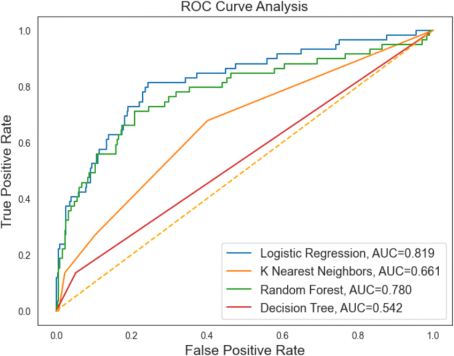 ROC Curve Analysis
True Positive Rate
1.0
0.8
0.6
0.4
0.2
0.0
Logistic Regression, AUC=0.819
K Nearest Neighbors, AUC=0.661
Random Forest, AUC=0.780
Decision Tree, AUC=0.542
0.0 0.2 0.4 0.6 0.8 1.0
False Positive Rate